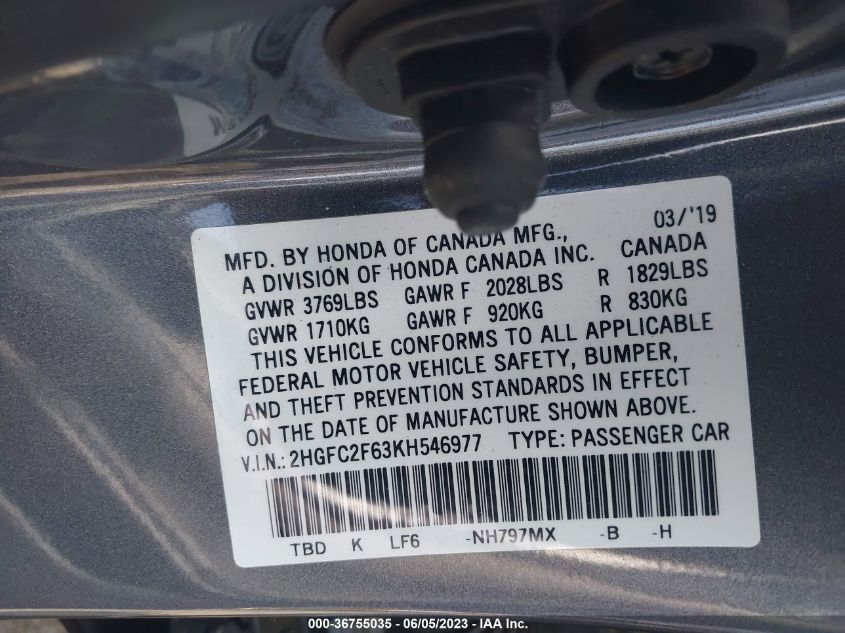 03/'19
MFD. BY HONDA OF CANADA MFG., CANADA
A DIVISION OF HONDA CANADA INC.
GVWR 3769LBS GAWR F 2028LBS R 1829LBS
GVWR 1710KG GAWR F 920KG R 830KG
THIS VEHICLE CONFORMS TO ALL APPLICABLE
FEDERAL MOTOR VEHICLE SAFETY, BUMPER,
AND THEFT PREVENTION STANDARDS IN EFFECT
ON THE DATE OF MANUFACTURE SHOWN ABOVE.
V.I.N.: 2HGFC2F63KH546977 TYPE: PASSENGER CAR
TBD K LF6 -NH797MX -B -H
000-36755035 - 06/05/2023 - 1us.iaai.com